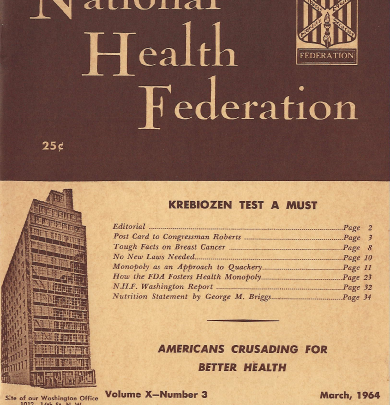 National
Health
Federation
FEDERATION
25¢
KREBIOZEN TEST A MUST
Editorial Page 2
Post Card to Congressman Roberts Page 3
Tough Facts on Breast Cancer Page 8
No New Laws Needed Page 10
Monopoly as an Approach to Quackery Page 11
How the FDA Fosters Health Monopoly Page 23
N.H.F. Washington Report Page 32
Nutrition Statement by George M. Briggs Page 34
AMERICANS CRUSADING FOR
BETTER HEALTH
Site of our Washington Office
Volume X—Number 3
March, 1964